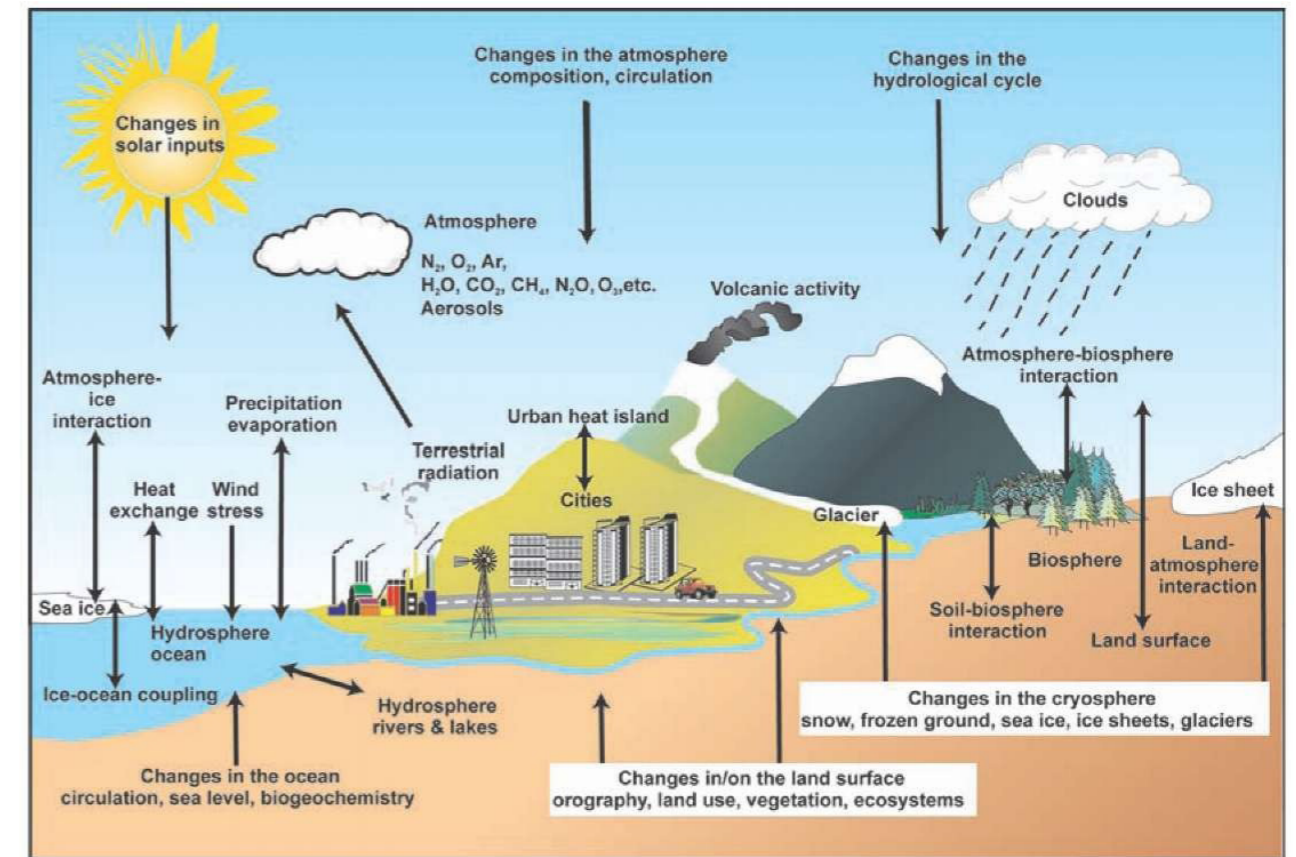 Changes in the atmosphere
composition, circulation
Changes in the
hydrological cycle
Changes in
solar inputs
Clouds
Atmosphere
N₂, O₂, Ar,
H₂O, CO₂, CH₄, N₂O, O₃,etc.
Aerosols
Volcanic activity
Atmosphere-biosphere
interaction
Atmosphere-
ice
interaction
Precipitation
evaporation
Urban heat island
Terrestrial
radiation
Heat
exchange
Wind
stress
Cities
Glacier
Ice sheet
Biosphere
Land-
atmosphere
interaction
Sea ice
Hydrosphere
ocean
Soil-biosphere
interaction
Land surface
Ice-ocean coupling
Hydrosphere
rivers & lakes
Changes in the cryosphere
snow, frozen ground, sea ice, ice sheets, glaciers
Changes in the ocean
circulation, sea level, biogeochemistry
Changes in/on the land surface
orography, land use, vegetation, ecosystems